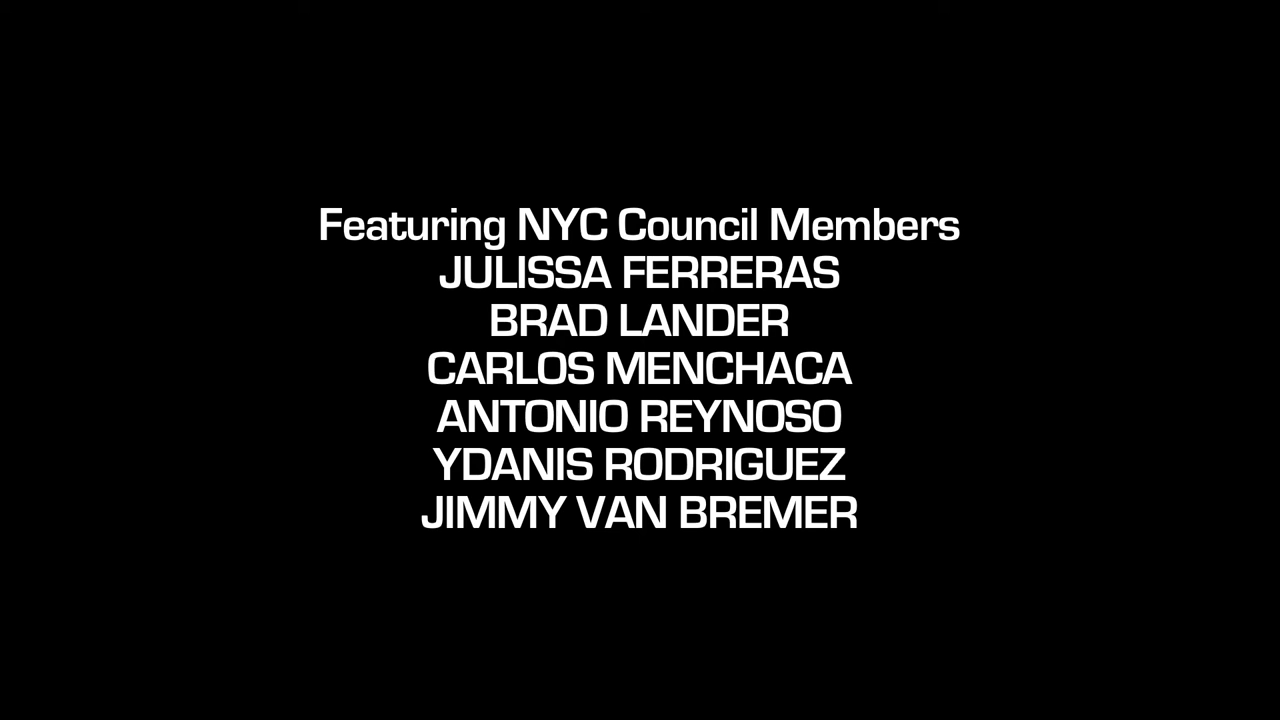 Featuring NYC Council Members
JULISSA FERRERAS
BRAD LANDER
CARLOS MENCHACA
ANTONIO REYNOSO
YDANIS RODRIGUEZ
JIMMY VAN BREMER